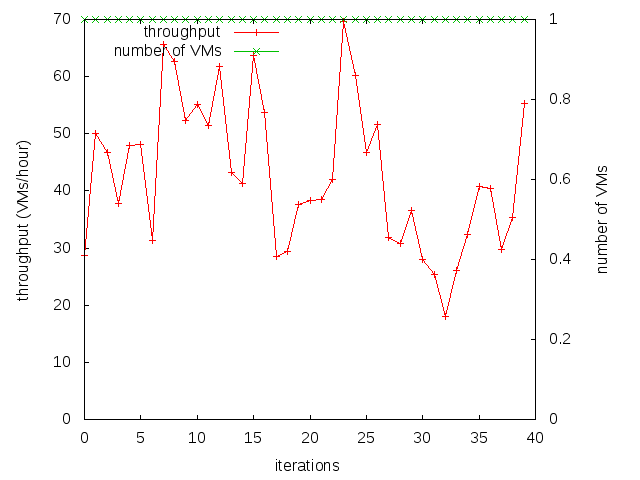 70
60
50
40
30
20
10
0
throughput (VMs/hour)
throughput
number of VMs
1
0.8
0.6
0.4
0.2
0
number of VMs
0 5 10 15 20 25 30 35 40
iterations